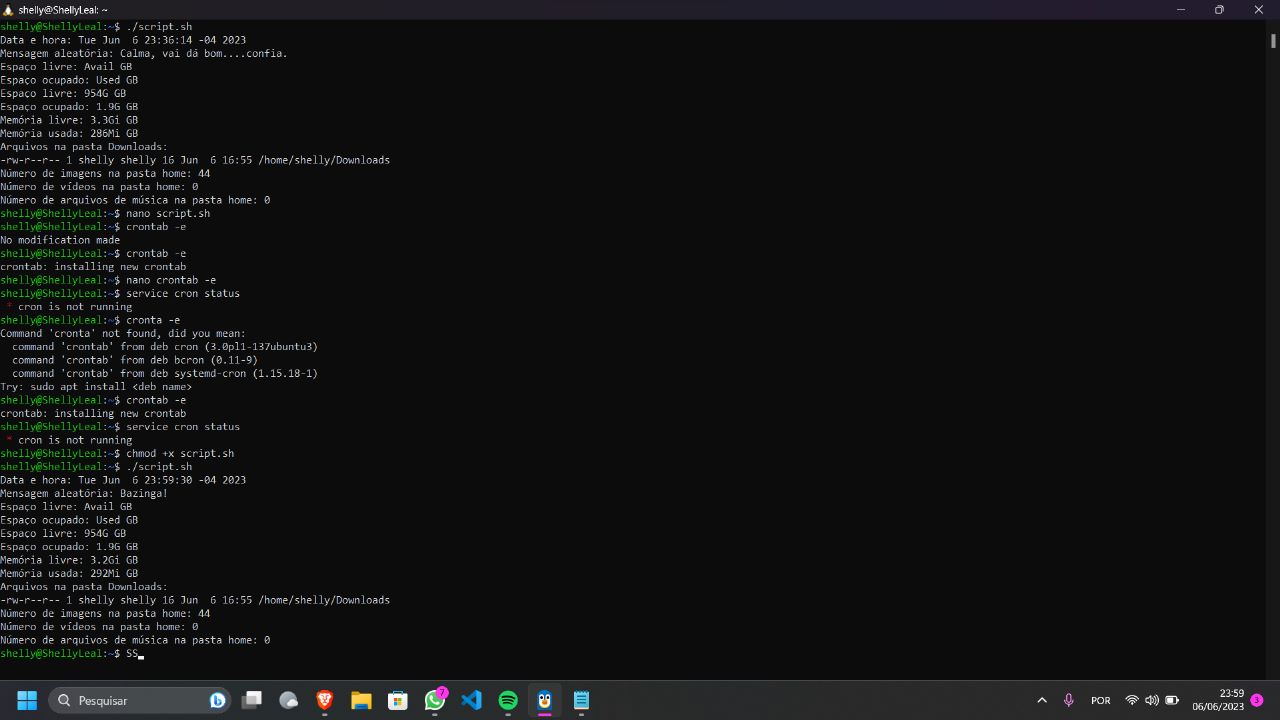 shelly@ShellyLeal: ~
shelly@ShellyLeal:~$ ./script.sh
Data e hora: Tue Jun  6 23:36:14 -04 2023
Mensagem aleatória: Calma, vai dá bom....confia.
Espaço livre: Avail GB
Espaço ocupado: Used GB
Espaço livre: 954G GB
Espaço ocupado: 1.9G GB
Memória livre: 3.3Gi GB
Memória usada: 286Mi GB
Arquivos na pasta Downloads:
-rw-r--r-- 1 shelly shelly 16 Jun  6 16:55 /home/shelly/Downloads
Número de imagens na pasta home: 44
Número de vídeos na pasta home: 0
Número de arquivos de música na pasta home: 0
shelly@ShellyLeal:~$ nano script.sh
shelly@ShellyLeal:~$ crontab -e
No modification made
shelly@ShellyLeal:~$ crontab -e
crontab: installing new crontab
shelly@ShellyLeal:~$ nano crontab -e
shelly@ShellyLeal:~$ service cron status
 * cron is not running
shelly@ShellyLeal:~$ cronta -e
Command 'cronta' not found, did you mean:
  command 'crontab' from deb cron (3.0pl1-137ubuntu3)
  command 'crontab' from deb bcron (0.11-9)
  command 'crontab' from deb systemd-cron (1.15.18-1)
Try: sudo apt install <deb name>
shelly@ShellyLeal:~$ crontab -e
crontab: installing new crontab
shelly@ShellyLeal:~$ service cron status
 * cron is not running
shelly@ShellyLeal:~$ chmod +x script.sh
shelly@ShellyLeal:~$ ./script.sh
Data e hora: Tue Jun  6 23:59:30 -04 2023
Mensagem aleatória: Bazinga!
Espaço livre: Avail GB
Espaço ocupado: Used GB
Espaço livre: 954G GB
Espaço ocupado: 1.9G GB
Memória livre: 3.2Gi GB
Memória usada: 292Mi GB
Arquivos na pasta Downloads:
-rw-r--r-- 1 shelly shelly 16 Jun  6 16:55 /home/shelly/Downloads
Número de imagens na pasta home: 44
Número de vídeos na pasta home: 0
Número de arquivos de música na pasta home: 0
shelly@ShellyLeal:~$ SS_
Pesquisar
7
POR
23:59
06/06/2023
3